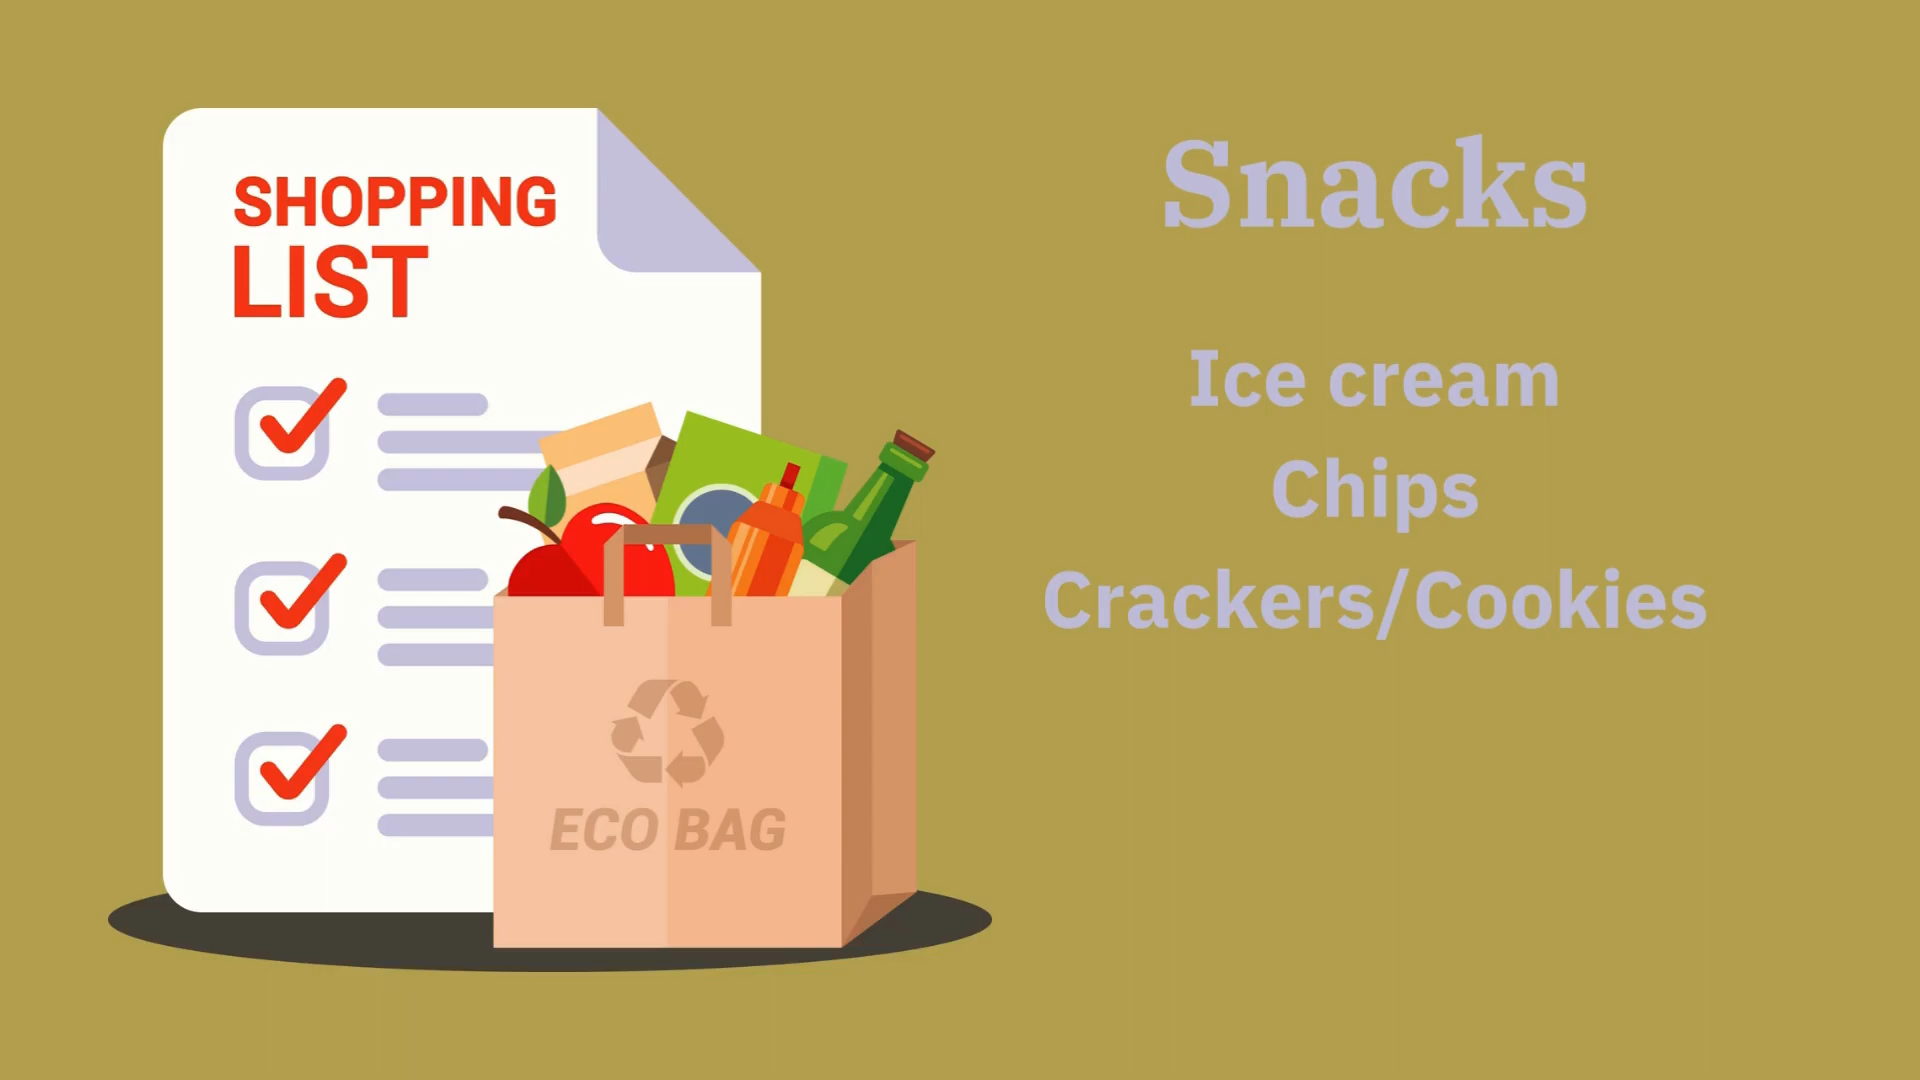 SHOPPING
LIST
ECO BAG
Snacks
Ice cream
Chips
Crackers/Cookies